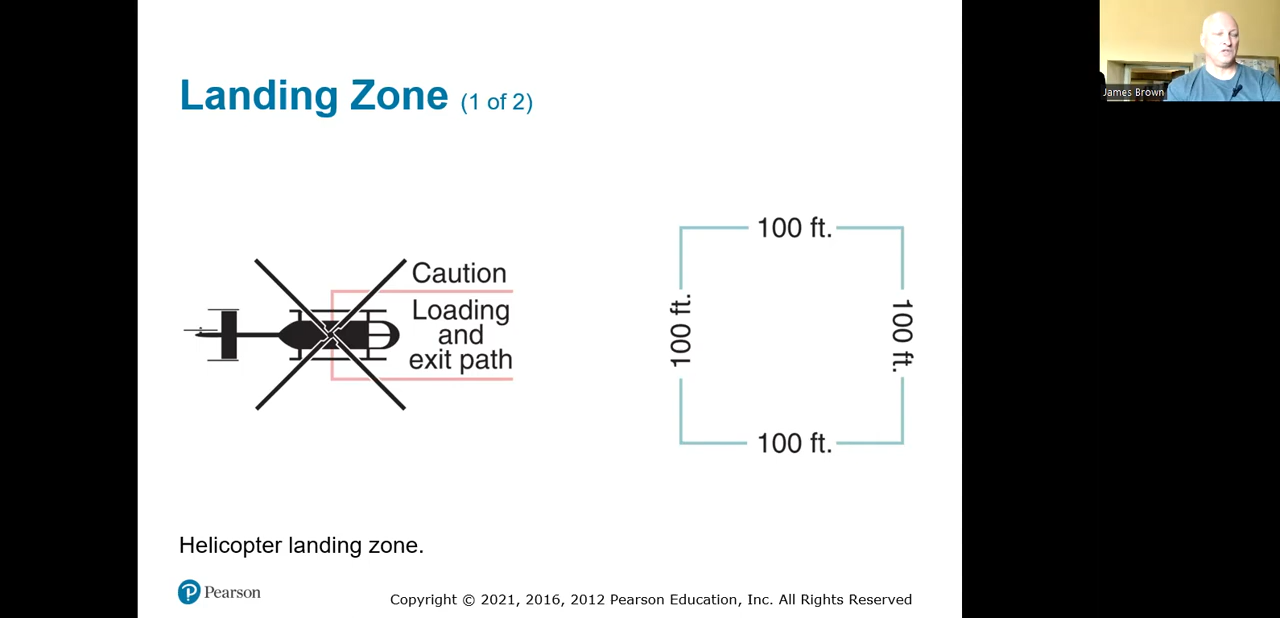 Landing Zone (1 of 2)
James Brown
Caution
Loading
and
exit path
100 ft.
100 ft.
100 ft.
100 ft.
Helicopter landing zone.
Pearson
Copyright © 2021, 2016, 2012 Pearson Education, Inc. All Rights Reserved